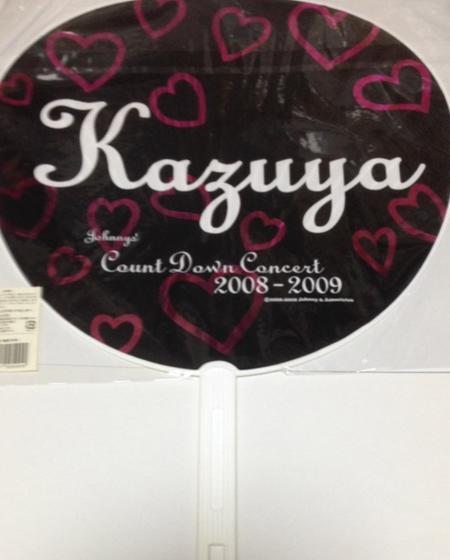 Kazuya
Johnnys'
Count Down Concert
2008-2009